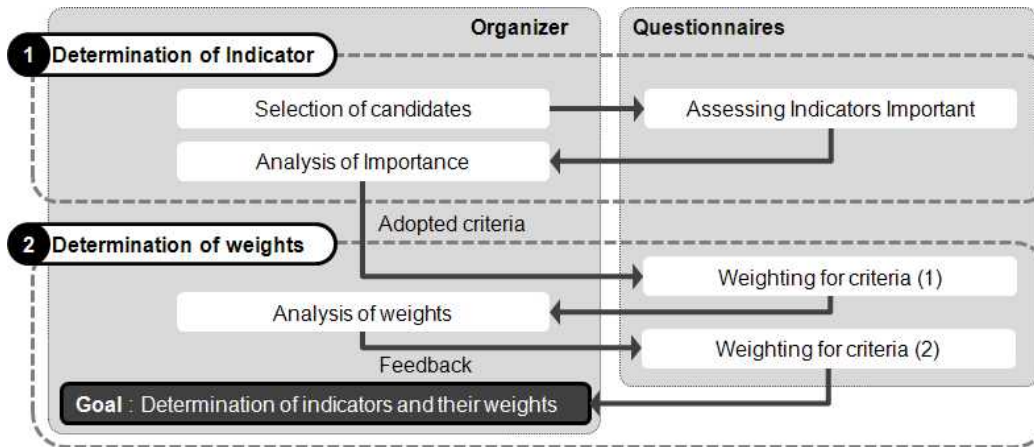 Organizer
Questionnaires
1 Determination of Indicator
Selection of candidates
Assessing Indicators Important
Analysis of Importance
Adopted criteria
2 Determination of weights
Weighting for criteria (1)
Analysis of weights
Weighting for criteria (2)
Feedback
Goal : Determination of indicators and their weights